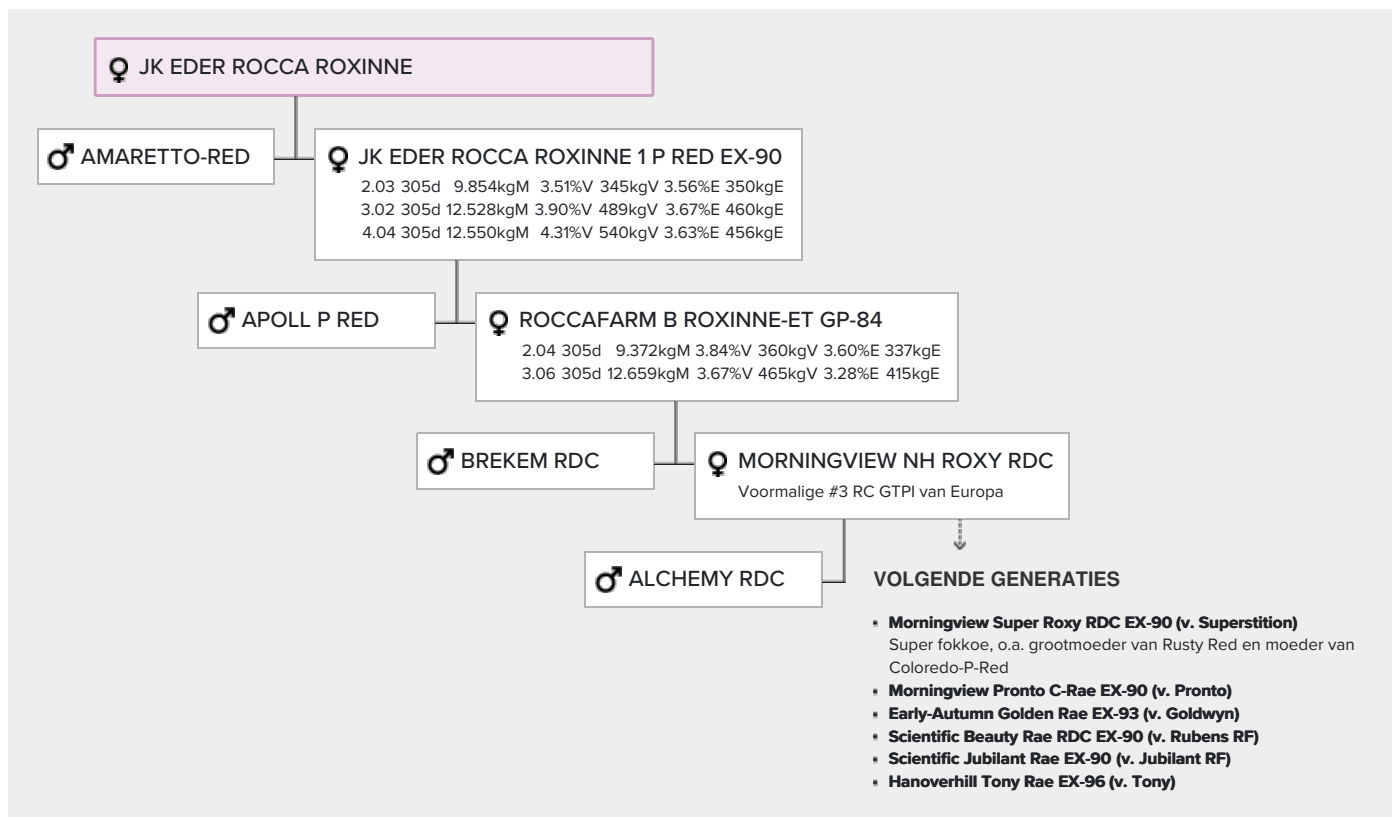 JK EDER ROCCA ROXINNE
AMARETTO-RED
JK EDER ROCCA ROXINNE 1 P RED EX-90
2.03 305d 9.854kgM 3.51%V 345kgV 3.56%E 350kgE
3.02 305d 12.528kgM 3.90%V 489kgV 3.67%E 460kgE
4.04 305d 12.550kgM 4.31%V 540kgV 3.63%E 456kgE
APOLL P RED
ROCCAFARM B ROXINNE-ET GP-84
2.04 305d 9.372kgM 3.84%V 360kgV 3.60%E 337kgE
3.06 305d 12.659kgM 3.67%V 465kgV 3.28%E 415kgE
BREKEM RDC
MORNINGVIEW NH ROXY RDC
Voormalige #3 RC GTPI van Europa
ALCHEMY RDC
VOLGENDE GENERATIES
Morningview Super Roxy RDC EX-90 (v. Superstition)
Super fokkoe, o.a. grootmoeder van Rusty Red en moeder van
Coloredo-P-Red
Morningview Pronto C-Rae EX-90 (v. Pronto)
Early-Autumn Golden Rae EX-93 (v. Goldwyn)
Scientific Beauty Rae RDC EX-90 (v. Rubens RF)
Scientific Jubilant Rae EX-90 (v. Jubilant RF)
Hanoverhill Tony Rae EX-96 (v. Tony)